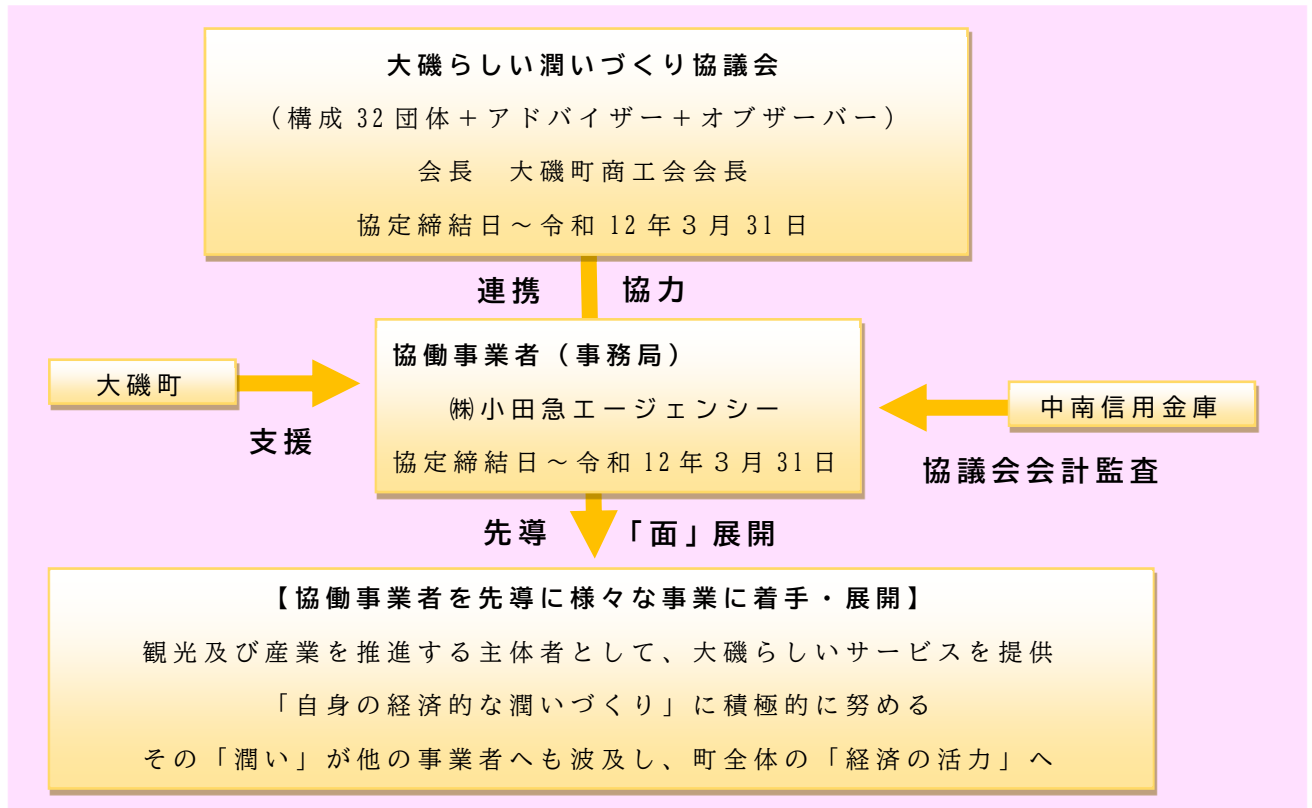 大磯らしい潤いづくり協議会
（構成 32 団体＋アドバイザー＋オブザーバー）
会長　大磯町商工会会長
協定締結日～令和 12 年３月 31 日
連携　協力
協働事業者（事務局）
㈱小田急エージェンシー
協定締結日～令和 12 年３月 31 日
大磯町
支援
中南信用金庫
協議会会計監査
先導　「面」展開
【協働事業者を先導に様々な事業に着手・展開】
観光及び産業を推進する主体者として、大磯らしいサービスを提供
「自身の経済的な潤いづくり」に積極的に努める
その「潤い」が他の事業者へも波及し、町全体の「経済の活力」へ